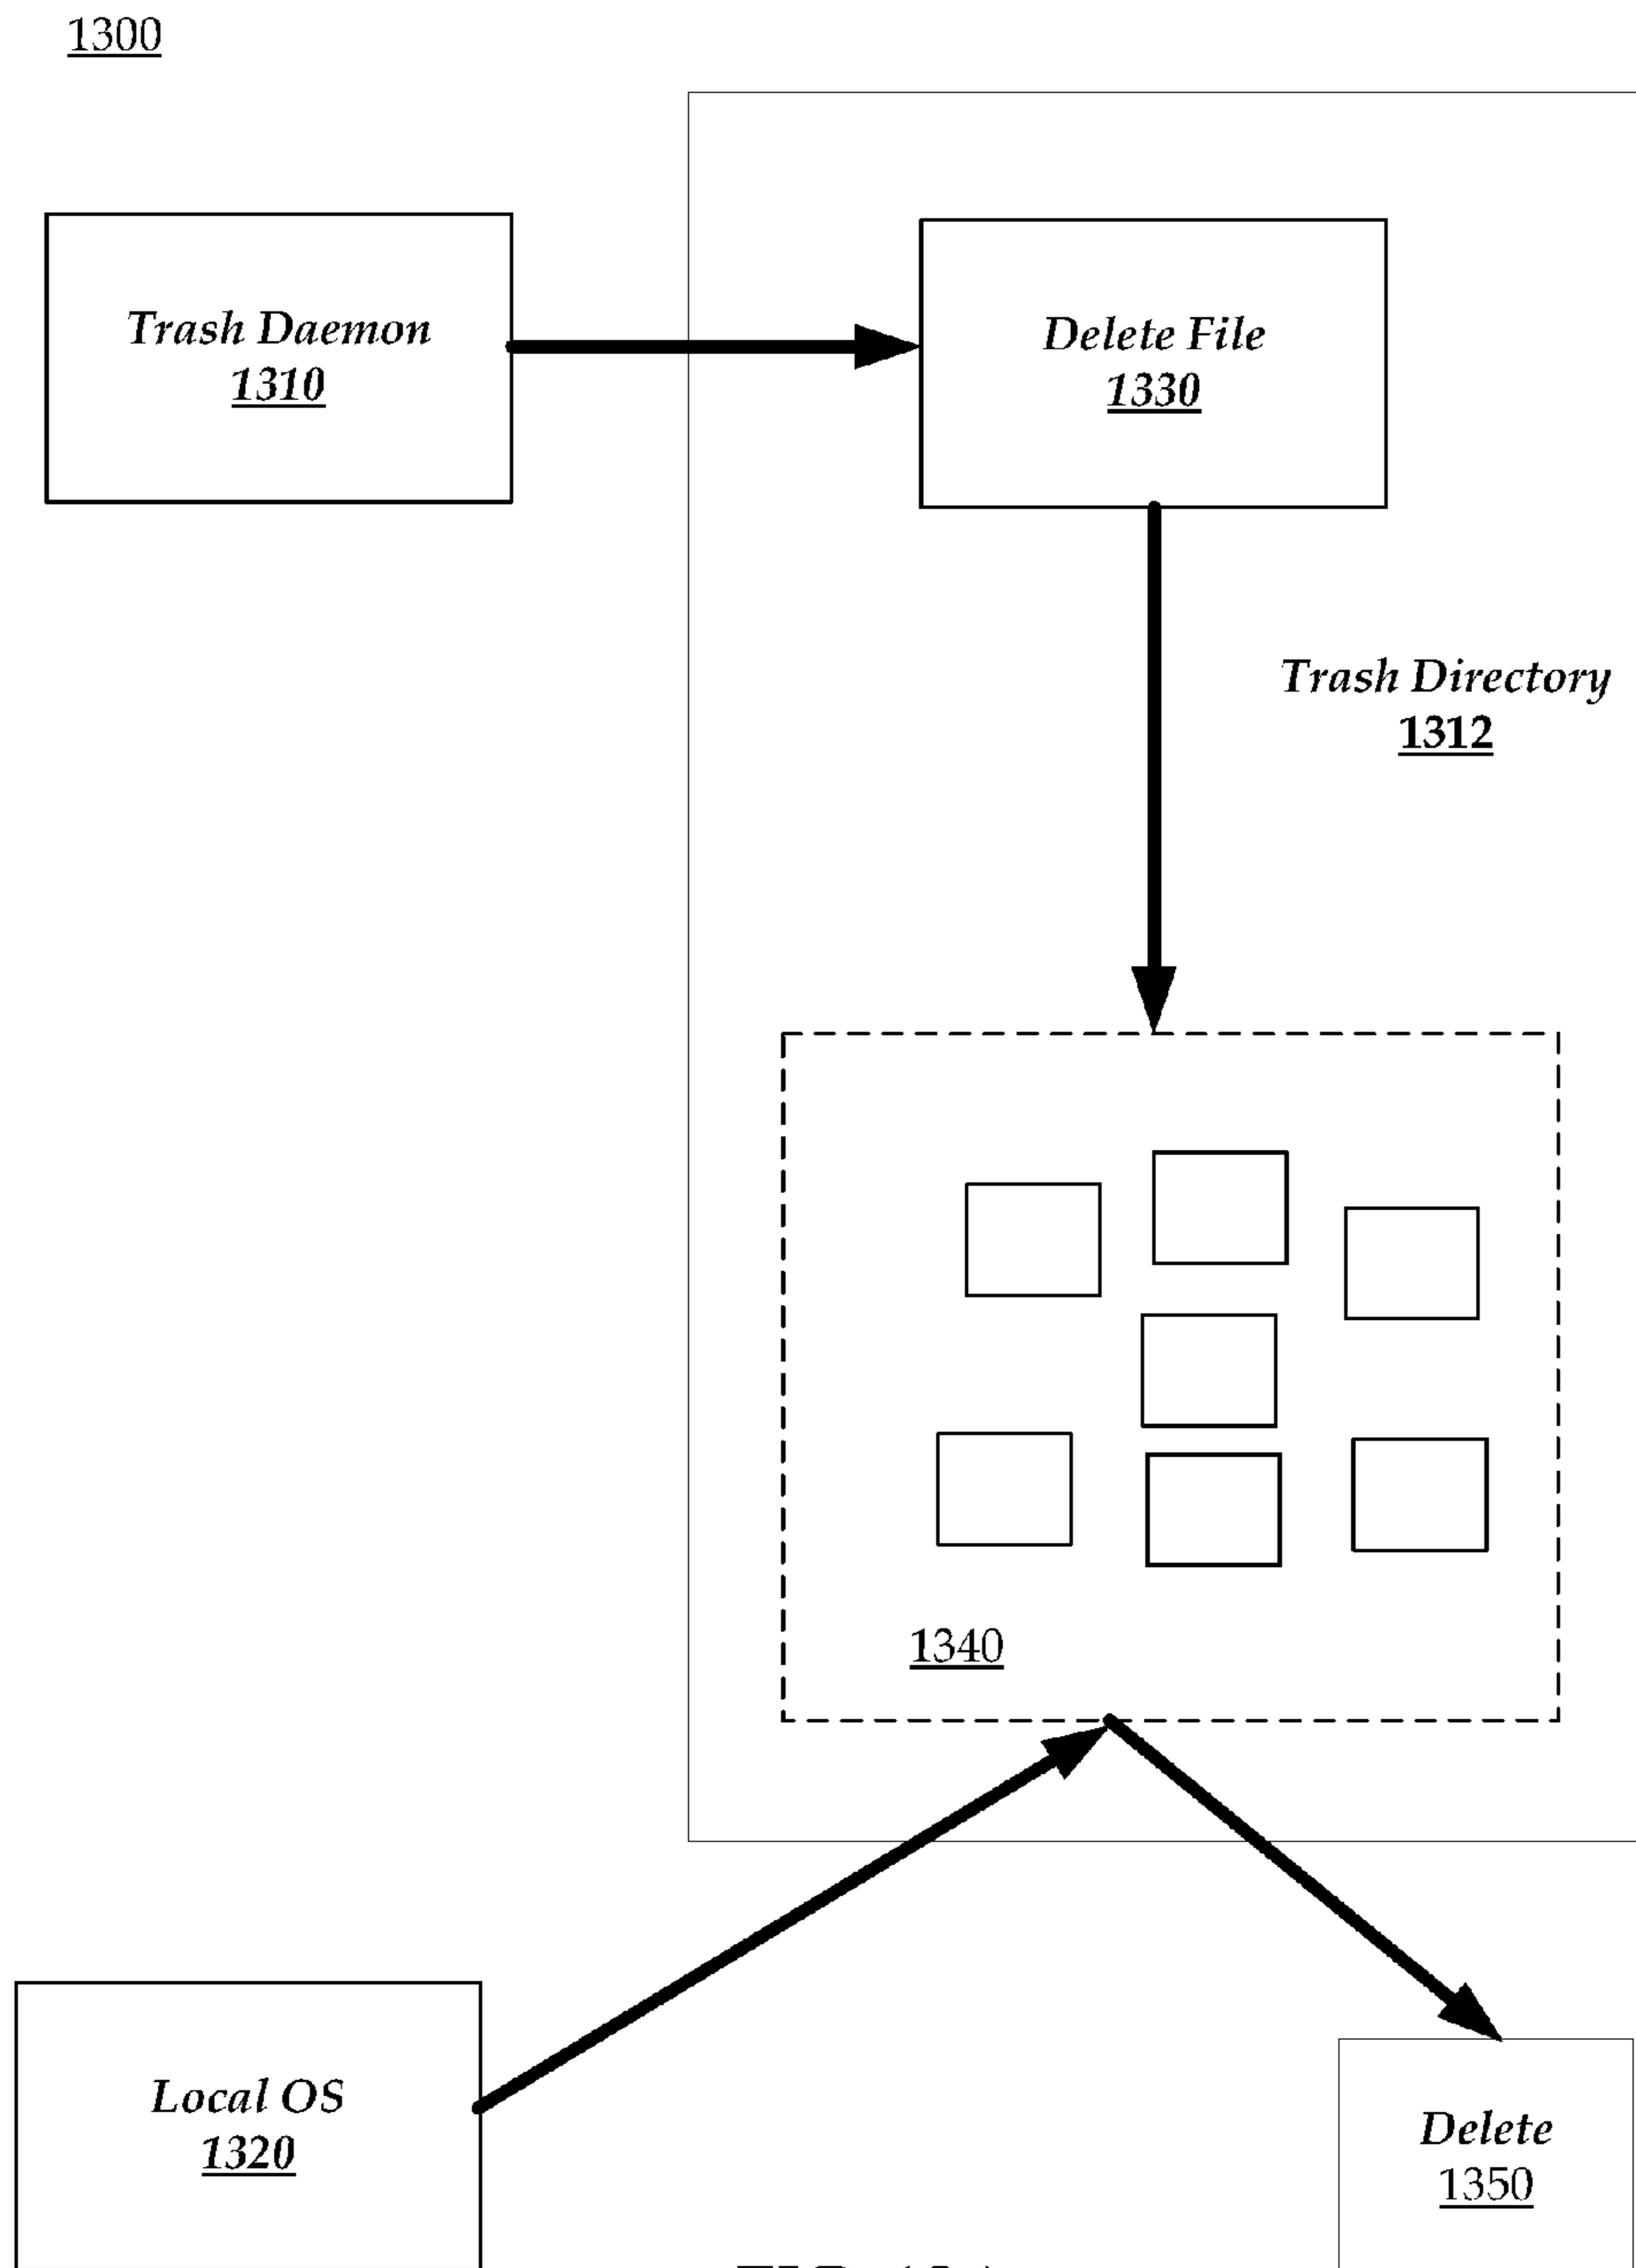 1300
Trash Daemon
1310
Delete File
1330
Trash Directory
1312
1340
Local OS
1320
Delete
1350